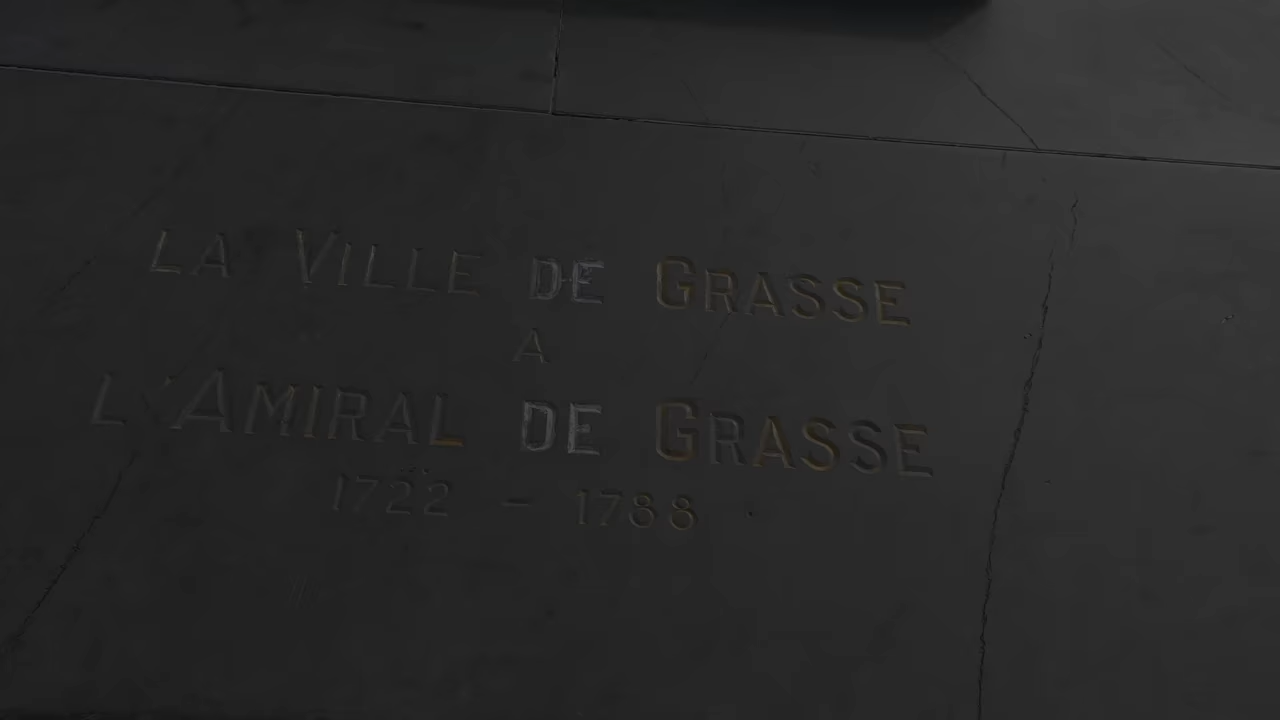 LA VILLE DE GRASSE
A
L'AMIRAL DE GRASSE
1722 - 1788